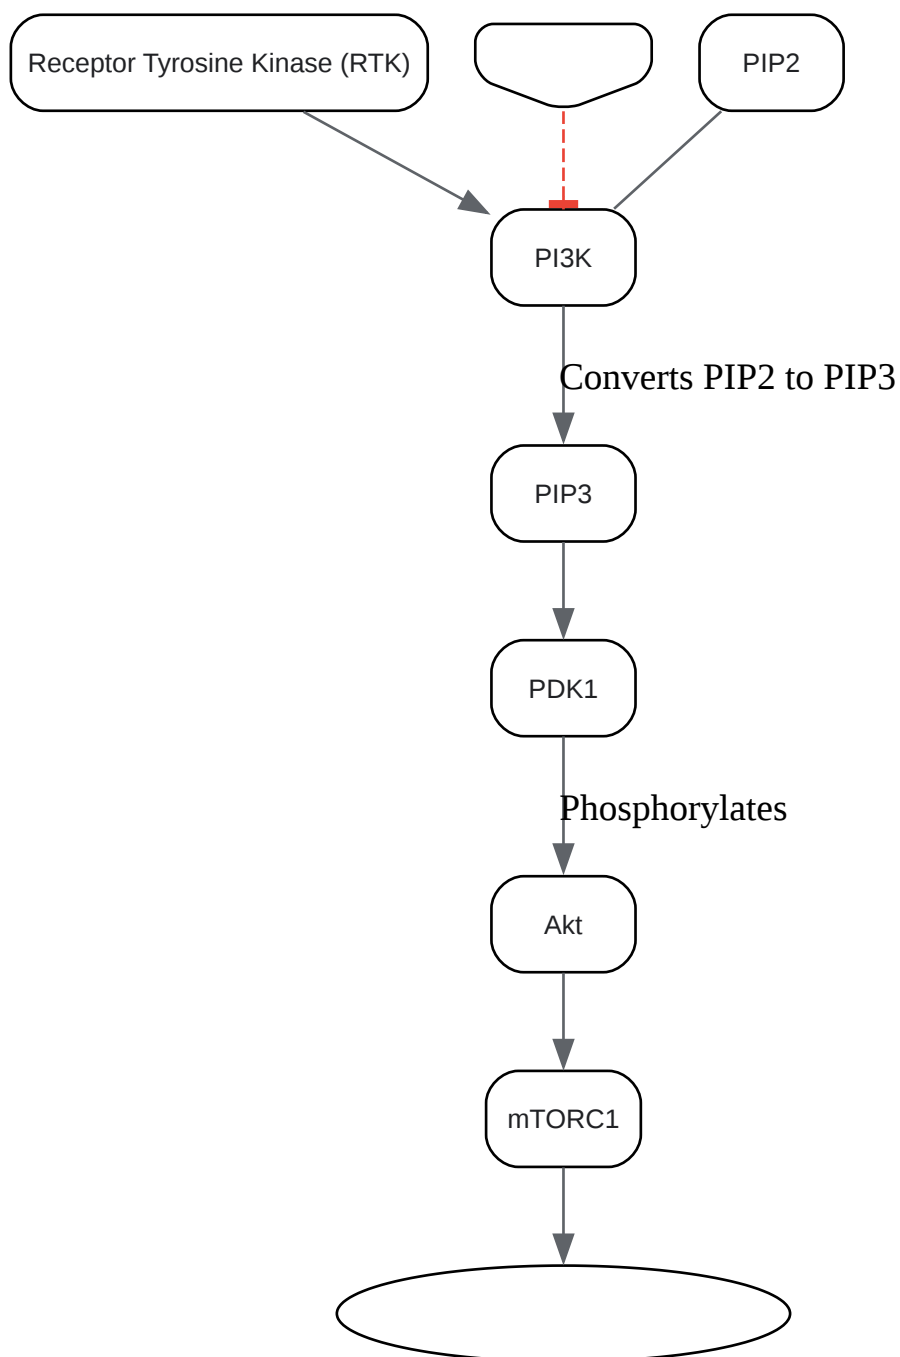 Receptor Tyrosine Kinase (RTK)
PIP2
PI3K
Converts PIP2 to PIP3
PIP3
PDK1
Phosphorylates
Akt
mTORC1